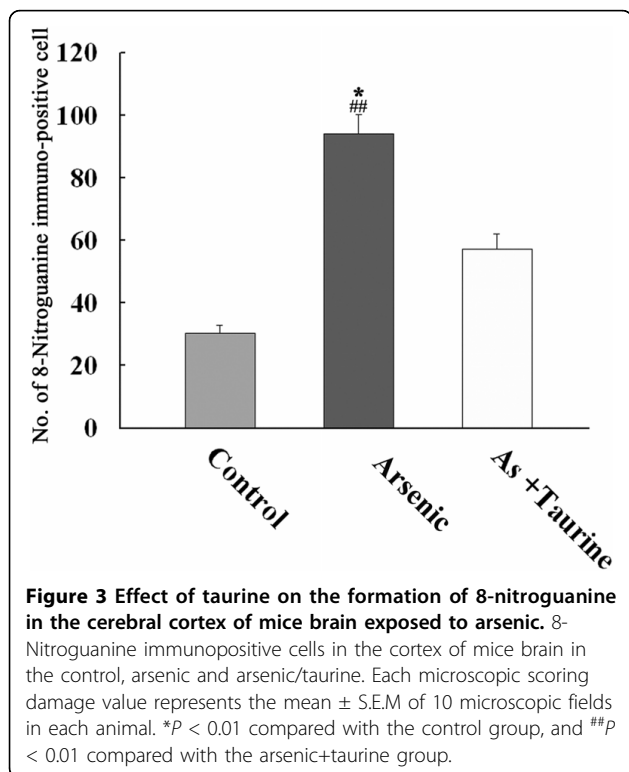 120
*
##
100
80
60
40
20
0
No. of 8-Nitroguanine immuno-positive cell
Control
Arsenic
As +Taurine
Figure 3 Effect of taurine on the formation of 8-nitroguanine
in the cerebral cortex of mice brain exposed to arsenic. 8-
Nitroguanine immunopositive cells in the cortex of mice brain in
the control, arsenic and arsenic/taurine. Each microscopic scoring
damage value represents the mean ± S.E.M of 10 microscopic fields
in each animal. *P < 0.01 compared with the control group, and ##P
< 0.01 compared with the arsenic+taurine group.